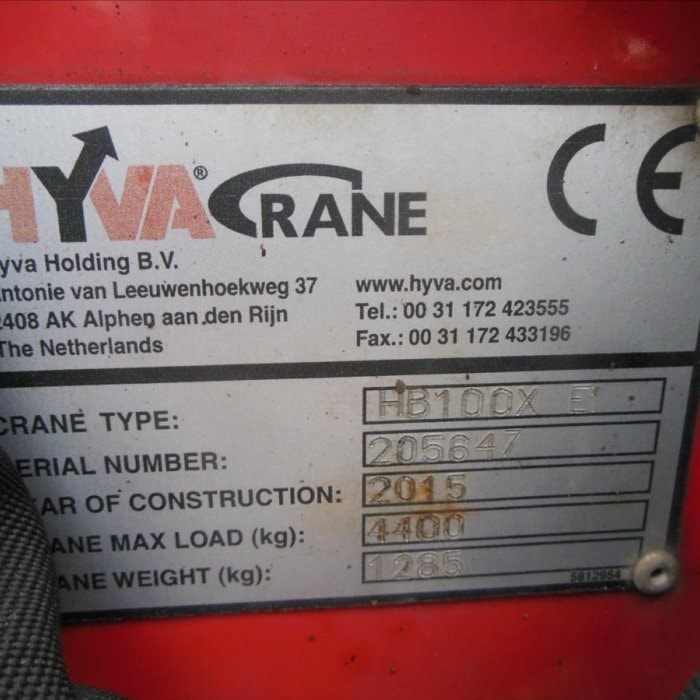 HYVA® CRANE CE
yva Holding B.V.
ntonie van Leeuwenhoekweg 37
2408 AK Alphen aan den Rijn
The Netherlands
www.hyva.com
Tel.: 00 31 172 423555
Fax.: 00 31 172 433196
CRANE TYPE: HB100X E
ERIAL NUMBER: 205647
EAR OF CONSTRUCTION: 2015
ANE MAX LOAD (kg): 4400
ANE WEIGHT (kg): 1285
5812954